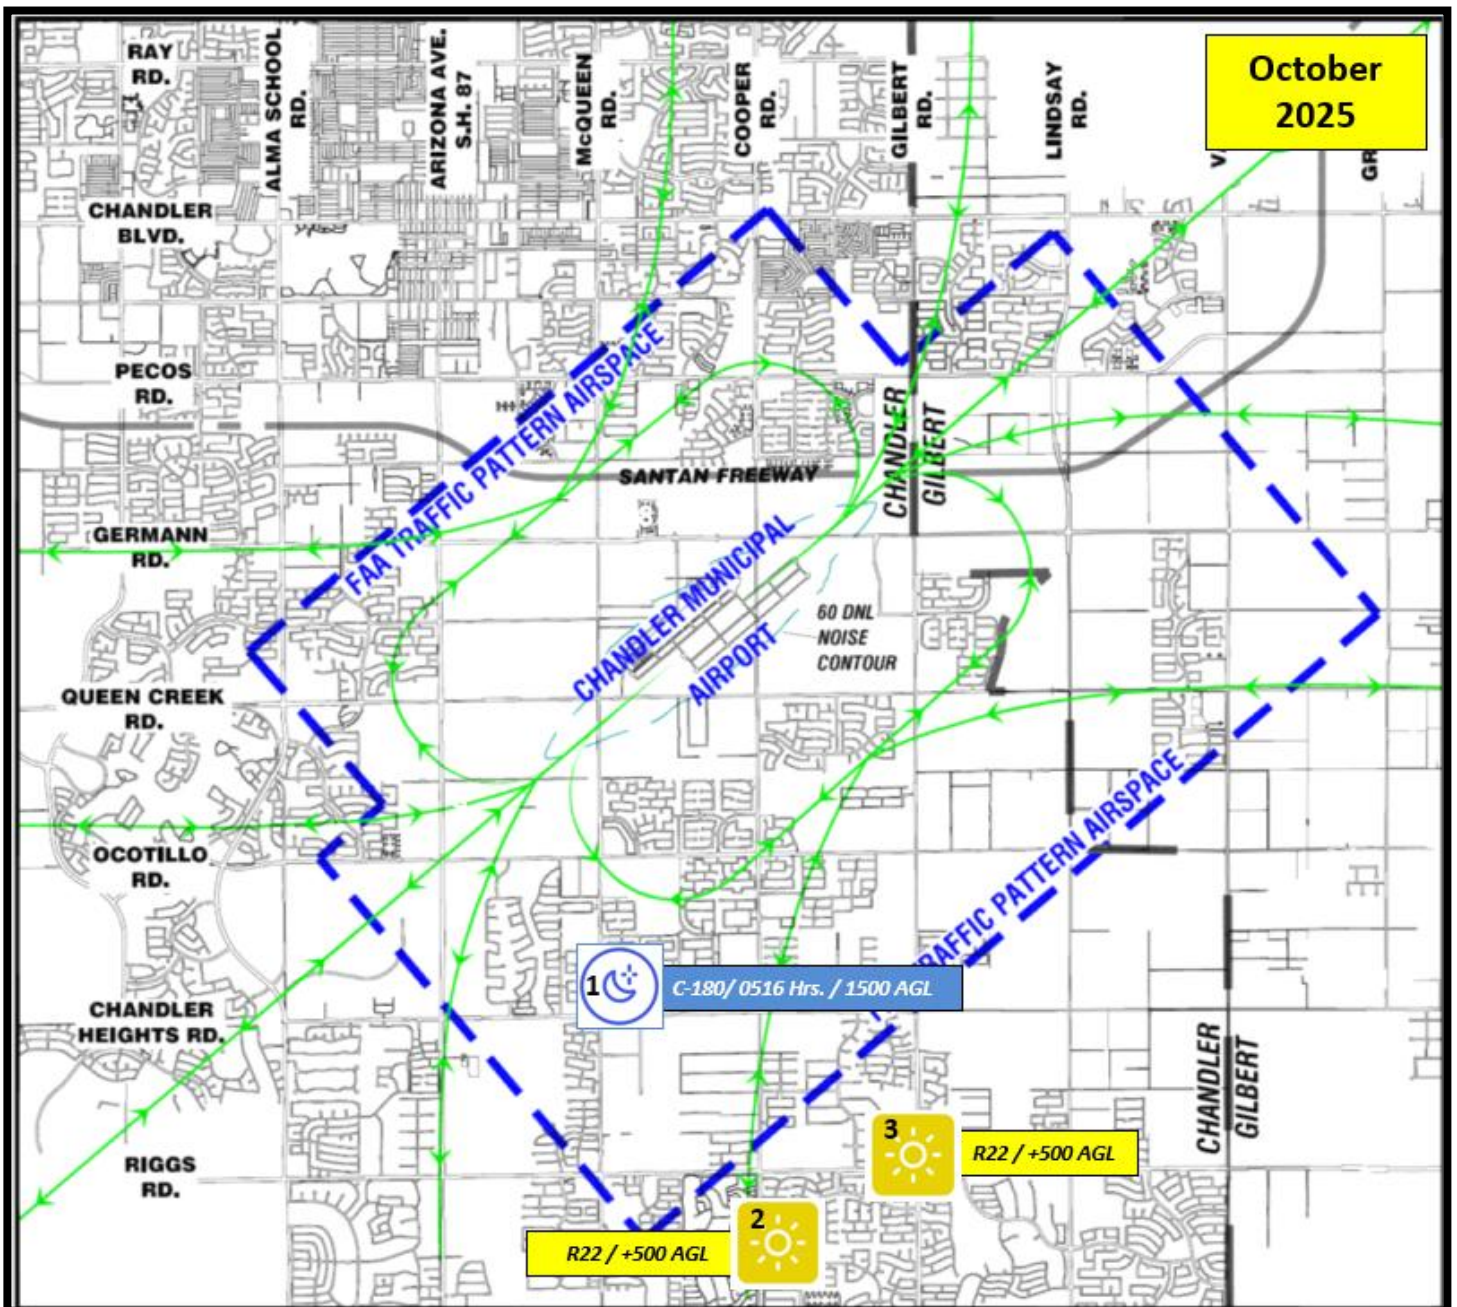 RAY
RD.
ALMA SCHOOL
RD.
ARIZONA AVE.
S.H. 87
McQUEEN
RD.
COOPER
RD.
GILBERT
RD.
LINDSAY
RD.
October
2025
GR
CHANDLER
BLVD.
PECOS
RD.
FAA TRAFFIC PATTERN AIRSPACE
SANTAN FREEWAY
CHANDLER
GILBERT
GERMANN
RD.
CHANDLER MUNICIPAL
AIRPORT
60 DNL
NOISE
CONTOUR
QUEEN CREEK
RD.
OCOTILLO
RD.
TRAFFIC PATTERN AIRSPACE
1
C-180/ 0516 Hrs. / 1500 AGL
CHANDLER
HEIGHTS RD.
CHANDLER
GILBERT
3
R22 / +500 AGL
RIGGS
RD.
2
R22 / +500 AGL